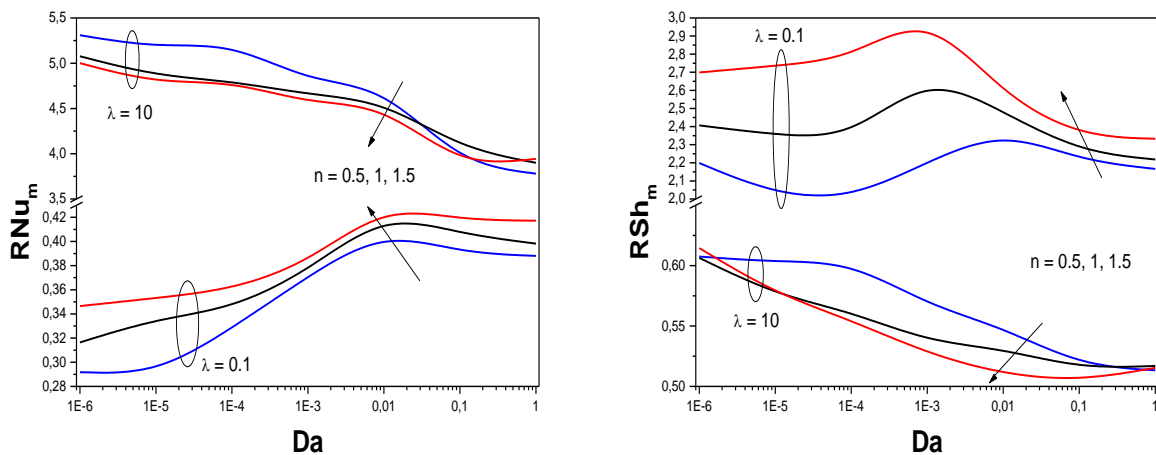 5,5
5,0
4,5
4,0
3,5
0,42
0,40
0,38
0,36
0,34
0,32
0,30
0,28
RNu_m
λ = 10
n = 0.5, 1, 1.5
λ = 0.1
1E-6 1E-5 1E-4 1E-3 0,01 0,1 1
Da
3,0
2,9
2,8
2,7
2,6
2,5
2,4
2,3
2,2
2,1
2,0
0,60
0,55
0,50
RSh_m
λ = 0.1
n = 0.5, 1, 1.5
λ = 10
1E-6 1E-5 1E-4 1E-3 0,01 0,1 1
Da